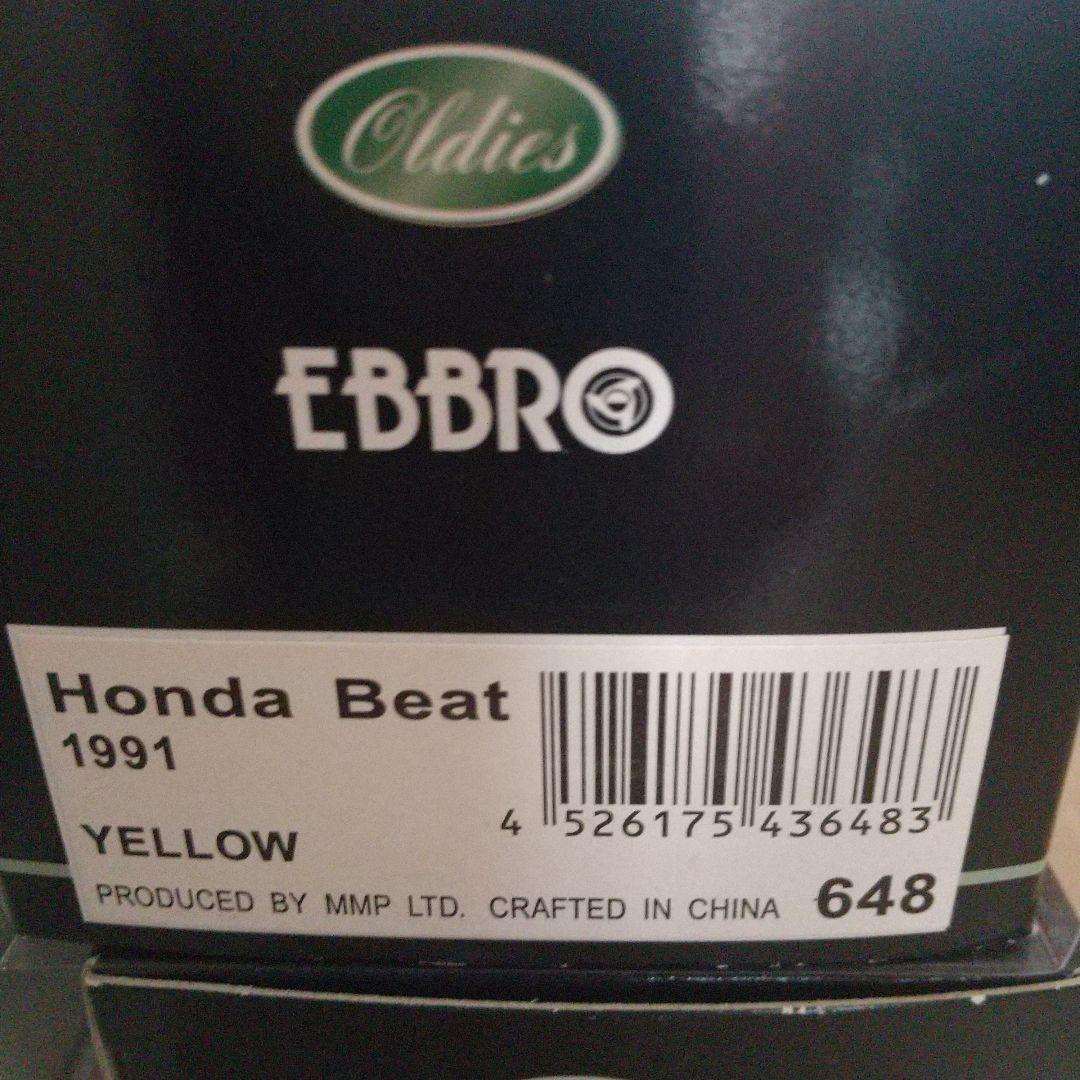 Oldies
EBBRO
Honda Beat
1991
YELLOW
4 526175 436483
PRODUCED BY MMP LTD. CRAFTED IN CHINA 648